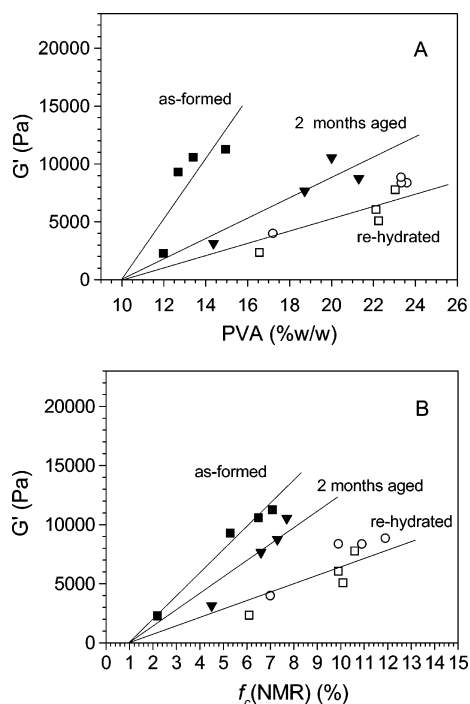 A
as-formed
2 months aged
re-hydrated
G' (Pa)
20000
15000
10000
5000
0
10 12 14 16 18 20 22 24 26
PVA (%w/w)
B
as-formed
2 months aged
re-hydrated
G' (Pa)
20000
15000
10000
5000
0
0 1 2 3 4 5 6 7 8 9 10 11 12 13 14 15
fc(NMR) (%)